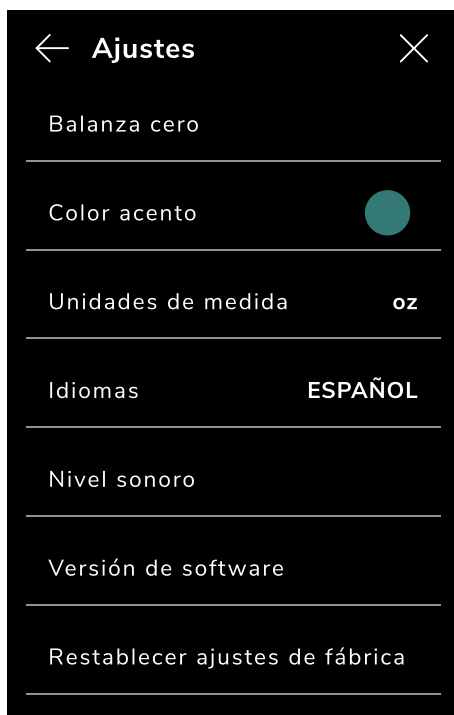 Ajustes
Balanza cero
Color acento
Unidades de medida oz
Idiomas ESPAÑOL
Nivel sonoro
Versión de software
Restablecer ajustes de fábrica